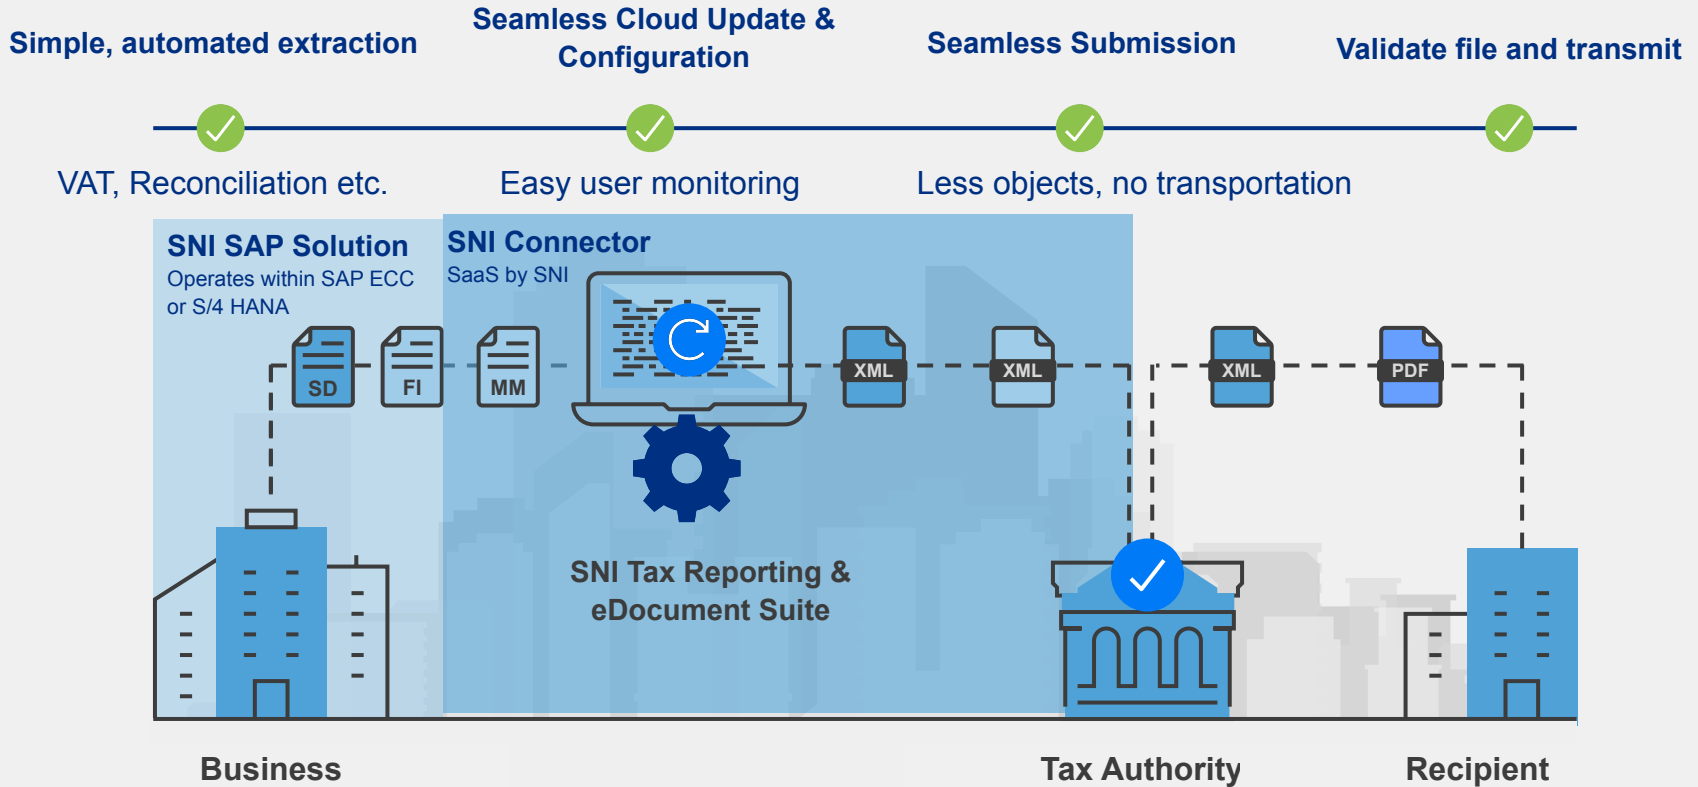 Simple, automated extraction
Seamless Cloud Update &
Configuration
Seamless Submission
Validate file and transmit
VAT, Reconciliation etc.
Easy user monitoring
Less objects, no transportation
SNI SAP Solution
Operates within SAP ECC
or S/4 HANA
SNI Connector
SaaS by SNI
SD
FI
MM
XML
XML
XML
PDF
SNI Tax Reporting &
eDocument Suite
Business
Tax Authority
Recipient